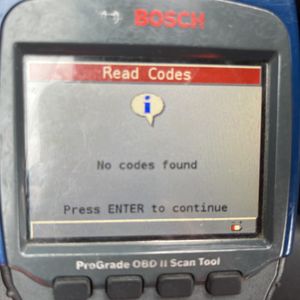 BOSCH
Read Codes
i
No codes found
Press ENTER to continue
ProGrade OBD II Scan Tool